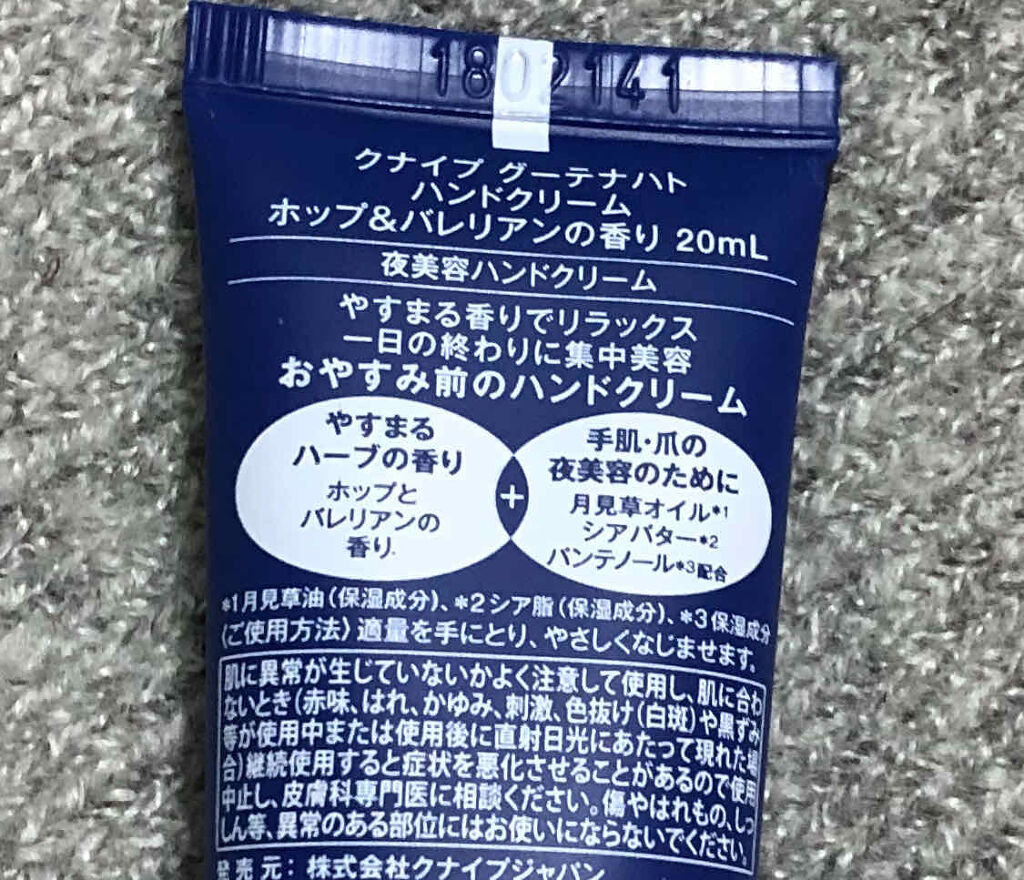 1802141
クナイプ グーテナハト
ハンドクリーム
ホップ&バレリアンの香り 20mL
夜美容ハンドクリーム
やすまる香りでリラックス
一日の終わりに集中美容
おやすみ前のハンドクリーム
やすまる
ハーブの香り
ホップと
バレリアンの
香り
+
手肌・爪の
夜美容のために
月見草オイル*1
シアバター*2
パンテノール*3配合
*1月見草油(保湿成分)、*2シア脂(保湿成分)、*3保湿成分
〈ご使用方法〉適量を手にとり、やさしくなじませます。
肌に異常が生じていないかよく注意して使用し、肌に合わ
ないとき(赤味、はれ、かゆみ、刺激、色抜け(白斑)や黒ずみ
等が使用中または使用後に直射日光にあたって現れた場
合)継続使用すると症状を悪化させることがあるので使用
中止し、皮膚科専門医に相談ください。傷やはれもの、しっ
しん等、異常のある部位にはお使いにならないでください。
発売元：株式会社クナイプジャパン